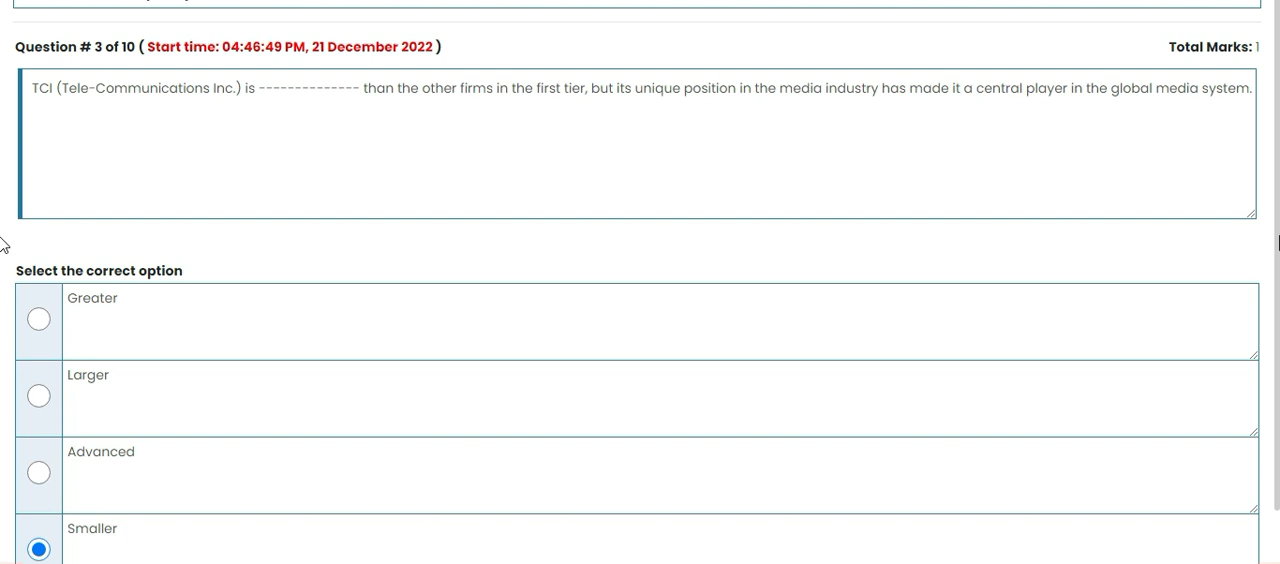 Question # 3 of 10 ( Start time: 04:46:49 PM, 21 December 2022 )
Total Marks: 1
TCI (Tele-Communications Inc.) is -------------- than the other firms in the first tier, but its unique position in the media industry has made it a central player in the global media system.
Select the correct option
Greater
Larger
Advanced
Smaller